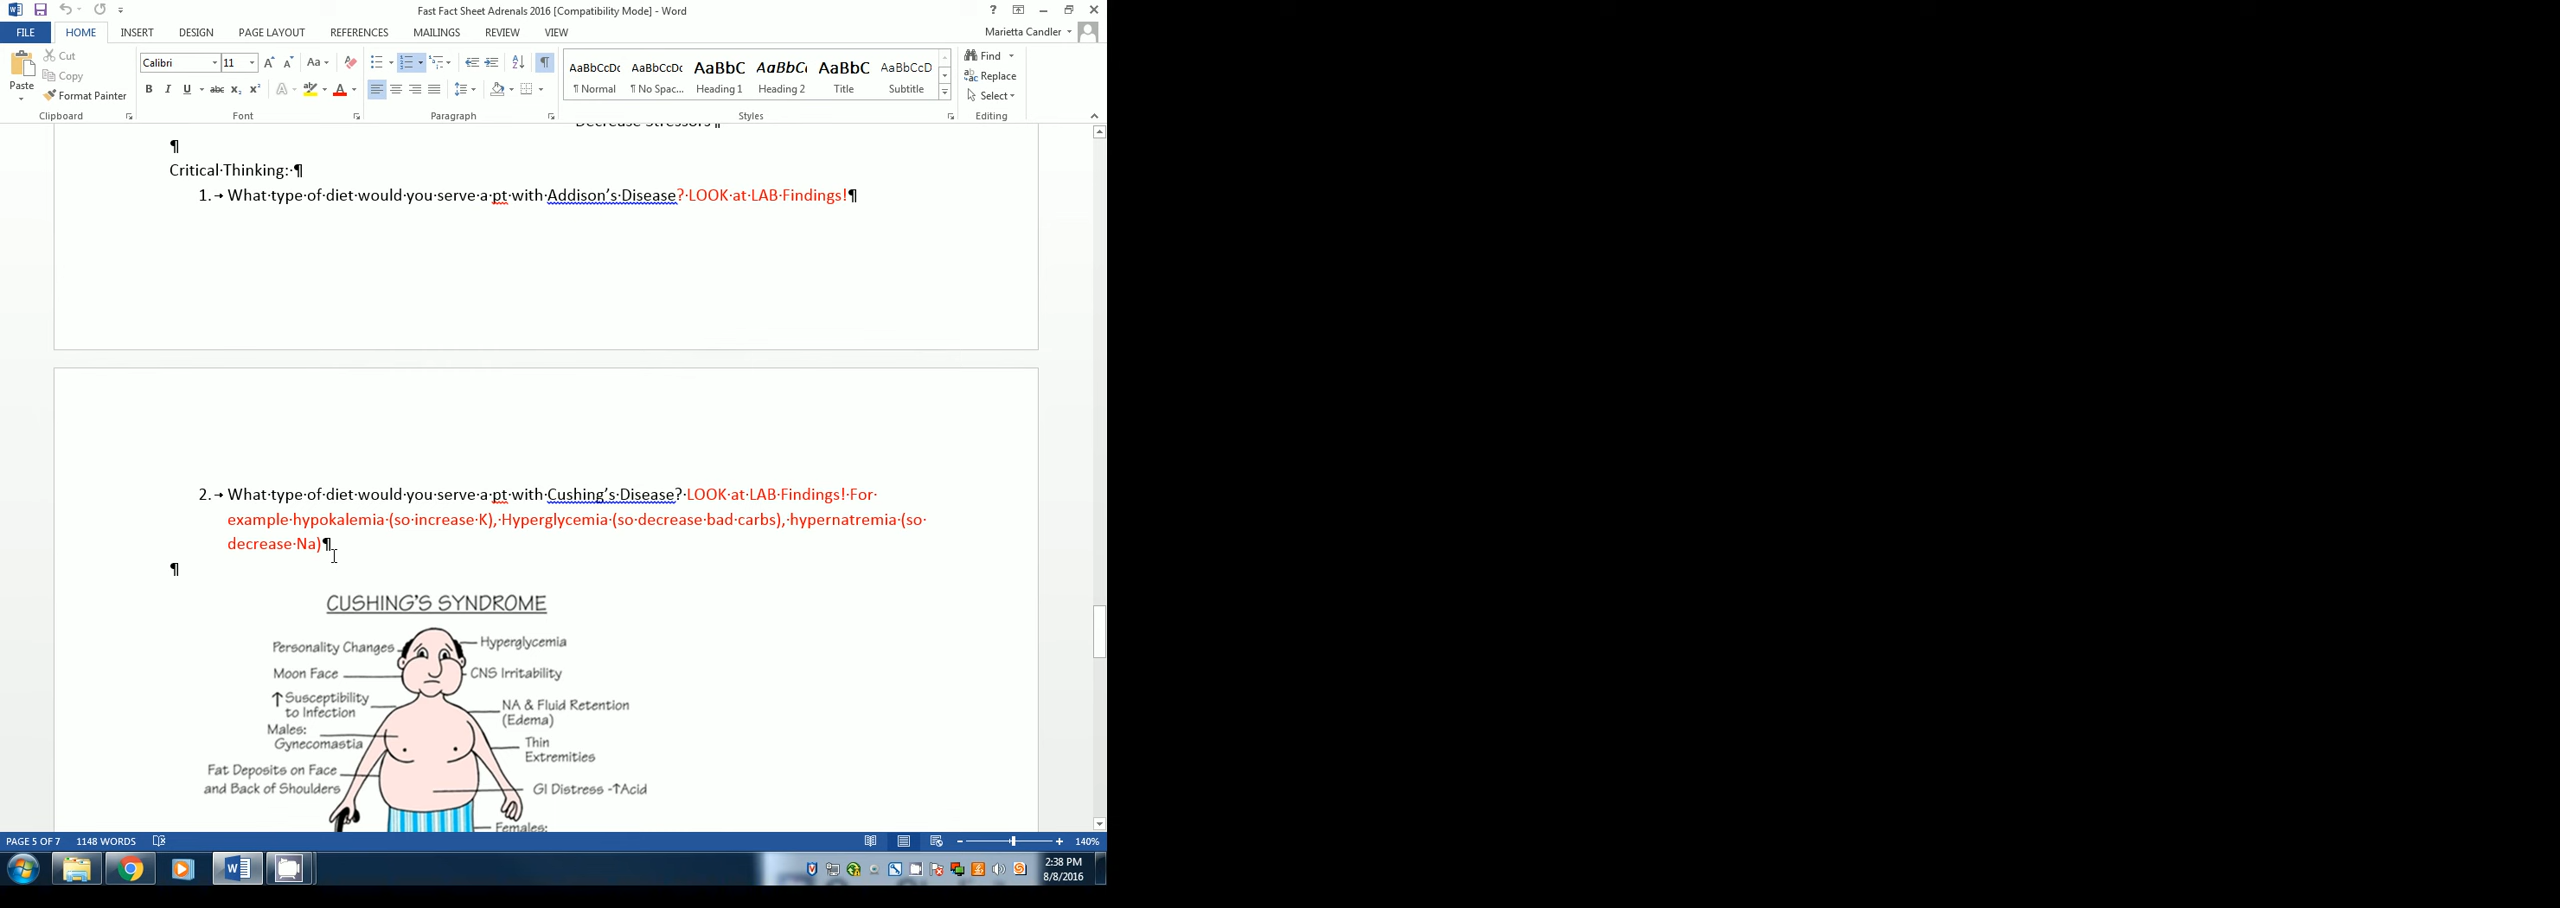 Fast Fact Sheet Adrenals 2016 [Compatibility Mode] - Word
FILE HOME INSERT DESIGN PAGE LAYOUT REFERENCES MAILINGS REVIEW VIEW Marietta Candler
Paste
Cut
Copy
Format Painter
Calibri 11
AaBbCcDc AaBbCcDc AaBbC AaBbCc AaBbC AaBbCcD
¶ Normal ¶ No Spac... Heading 1 Heading 2 Title Subtitle
Find
Replace
Select
Clipboard Font Paragraph Styles Editing
Decrease Stressors ¶
¶
Critical·Thinking:·¶
1. What·type·of·diet·would·you·serve·a·pt·with·Addison's·Disease?·LOOK·at·LAB·Findings!¶
2. What·type·of·diet·would·you·serve·a·pt·with·Cushing's·Disease?·LOOK·at·LAB·Findings!·For·
example·hypokalemia·(so·increase·K),·Hyperglycemia·(so·decrease·bad·carbs),·hypernatremia·(so·
decrease·Na)¶
¶
CUSHING'S SYNDROME
Personality Changes
Hyperglycemia
Moon Face
CNS Irritability
↑ Susceptibility
to Infection
NA & Fluid Retention
(Edema)
Males:
Gynecomastia
Thin
Extremities
Fat Deposits on Face
and Back of Shoulders
GI Distress -↑Acid
Females:
PAGE 5 OF 7 1148 WORDS 140%
2:38 PM
8/8/2016